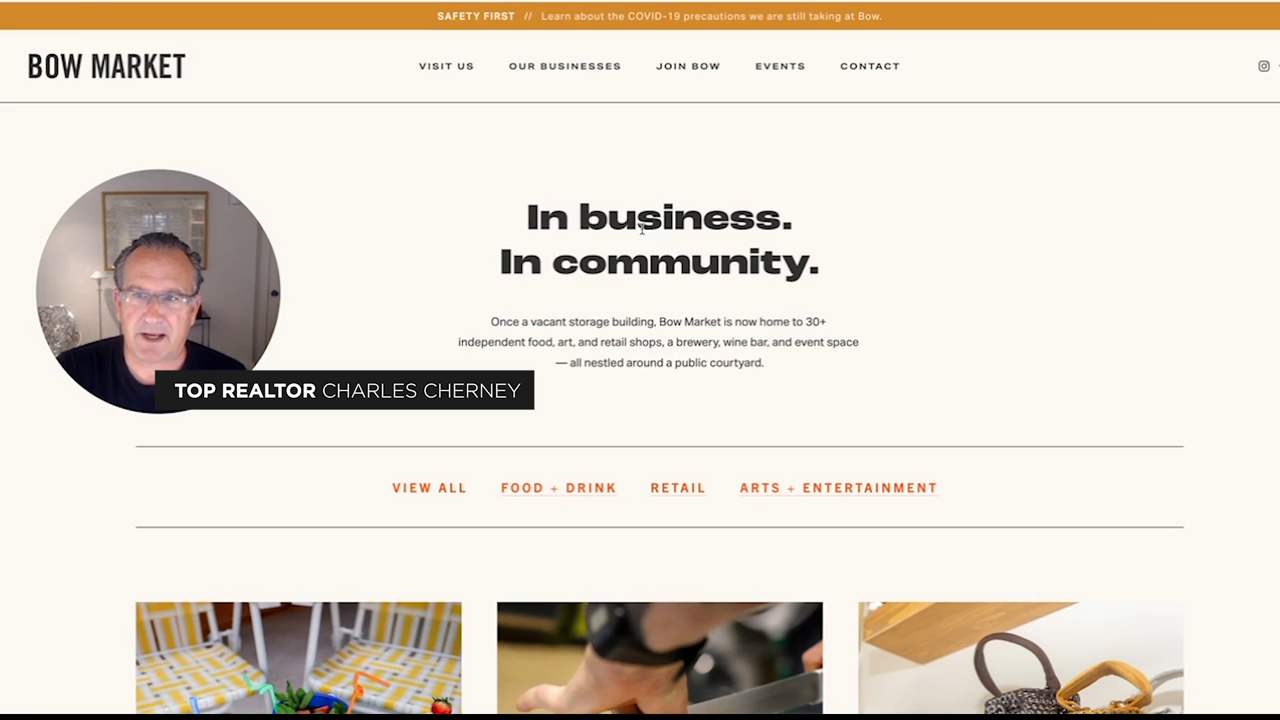 SAFETY FIRST // Learn about the COVID-19 precautions we are still taking at Bow.
BOW MARKET
VISIT US OUR BUSINESSES JOIN BOW EVENTS CONTACT
In business.
In community.
Once a vacant storage building, Bow Market is now home to 30+
independent food, art, and retail shops, a brewery, wine bar, and event space
— all nestled around a public courtyard.
TOP REALTOR CHARLES CHERNEY
VIEW ALL FOOD + DRINK RETAIL ARTS + ENTERTAINMENT